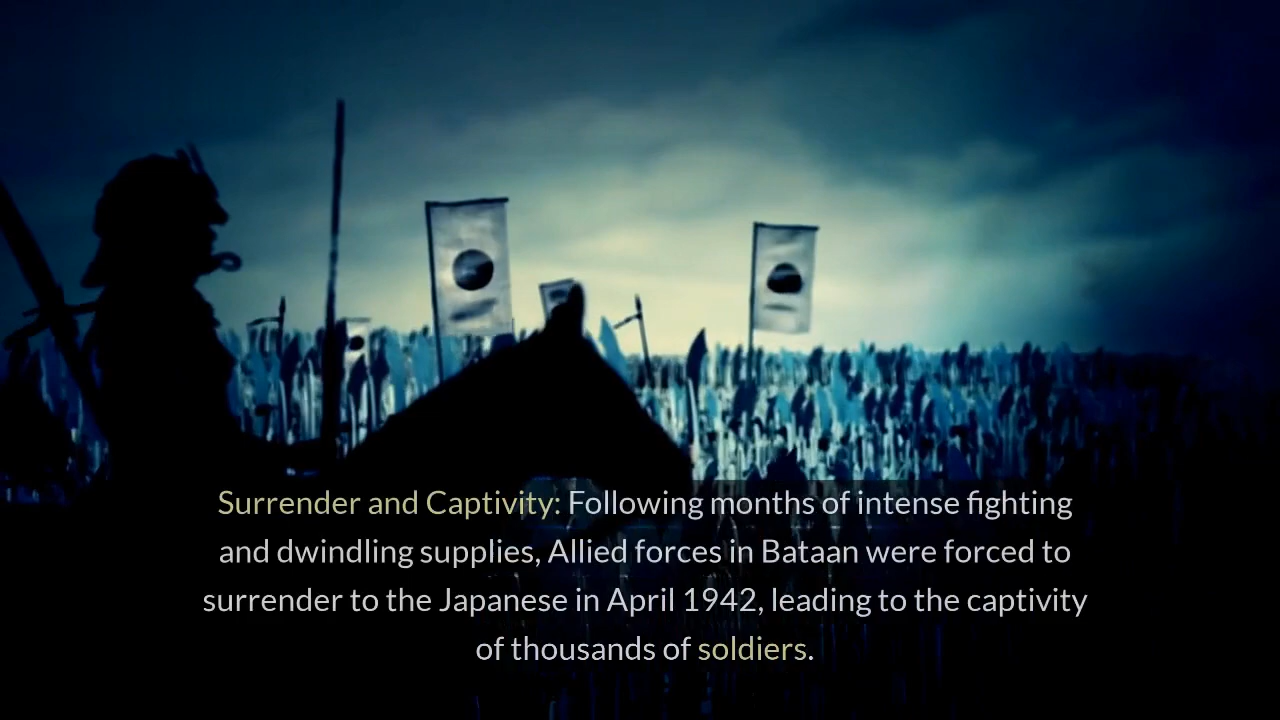 Surrender and Captivity: Following months of intense fighting
and dwindling supplies, Allied forces in Bataan were forced to
surrender to the Japanese in April 1942, leading to the captivity
of thousands of soldiers.